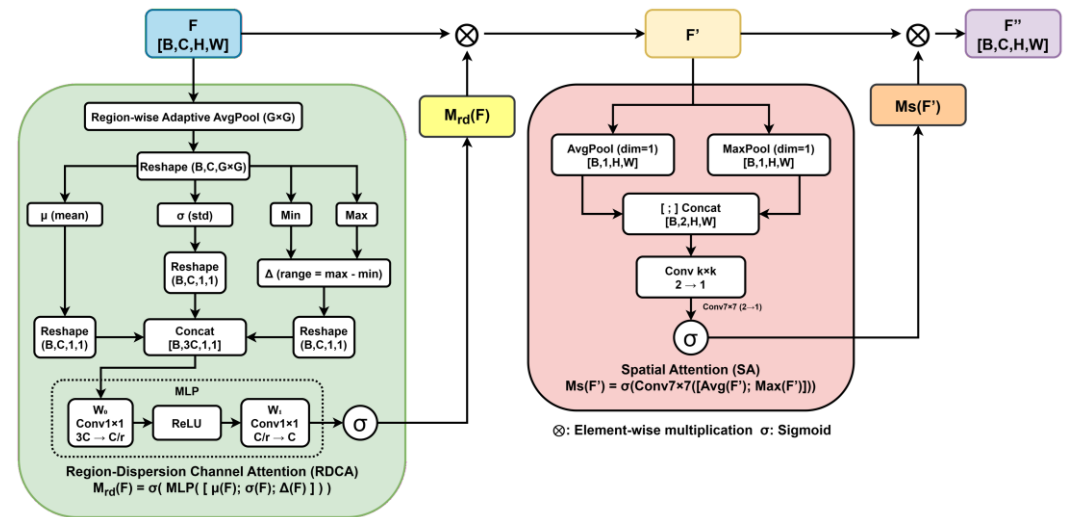 F
[B,C,H,W]
F'
F''
[B,C,H,W]
M_rd(F)
Ms(F')
Region-wise Adaptive AvgPool (G×G)
Reshape (B,C,G×G)
μ (mean)
σ (std)
Min
Max
Reshape
(B,C,1,1)
Δ (range = max - min)
Reshape
(B,C,1,1)
Concat
[B,3C,1,1]
Reshape
(B,C,1,1)
MLP
W₀
Conv1×1
3C → C/r
ReLU
W₁
Conv1×1
C/r → C
σ
Region-Dispersion Channel Attention (RDCA)
M_rd(F) = σ( MLP( [ μ(F); σ(F); Δ(F) ] ) )
AvgPool (dim=1)
[B,1,H,W]
MaxPool (dim=1)
[B,1,H,W]
[ ; ] Concat
[B,2,H,W]
Conv k×k
2 → 1
Conv7×7 (2→1)
σ
Spatial Attention (SA)
Ms(F') = σ(Conv7×7([Avg(F'); Max(F')]))
⊗: Element-wise multiplication σ: Sigmoid